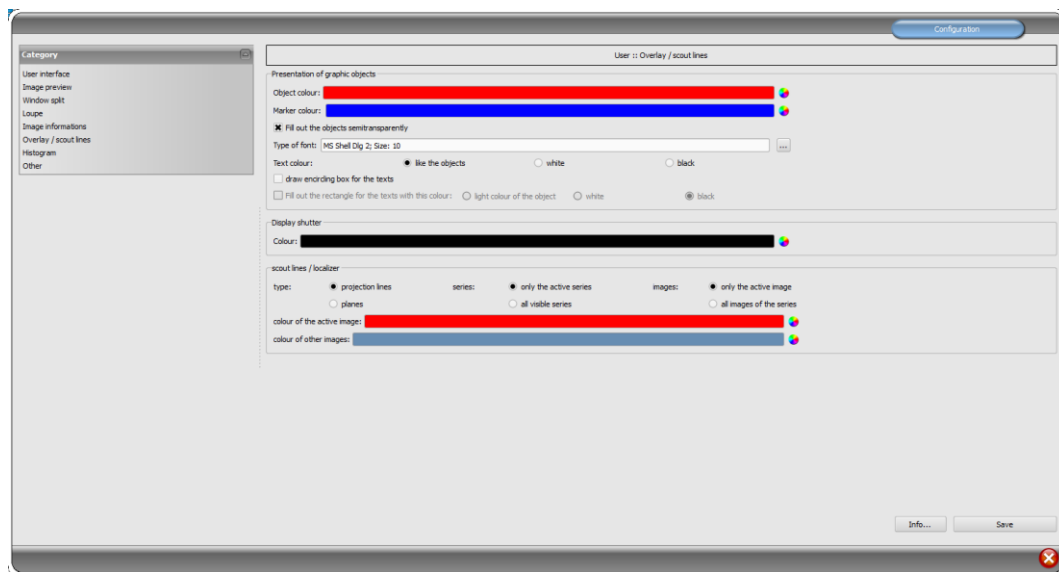 Configuration
Category
User interface
Image preview
Window split
Loupe
Image informations
Overlay / scout lines
Histogram
Other
User :: Overlay / scout lines
Presentation of graphic objects
Object colour:
Marker colour:
Fill out the objects semitransparently
Type of font: MS Shell Dlg 2; Size: 10 ...
Text colour: like the objects white black
draw encirding box for the texts
Fill out the rectangle for the texts with this colour: light colour of the object white black
Display shutter
Colour:
scout lines / localizer
type: projection lines series: only the active series images: only the active image
planes all visible series all images of the series
colour of the active image:
colour of other images:
Info... Save